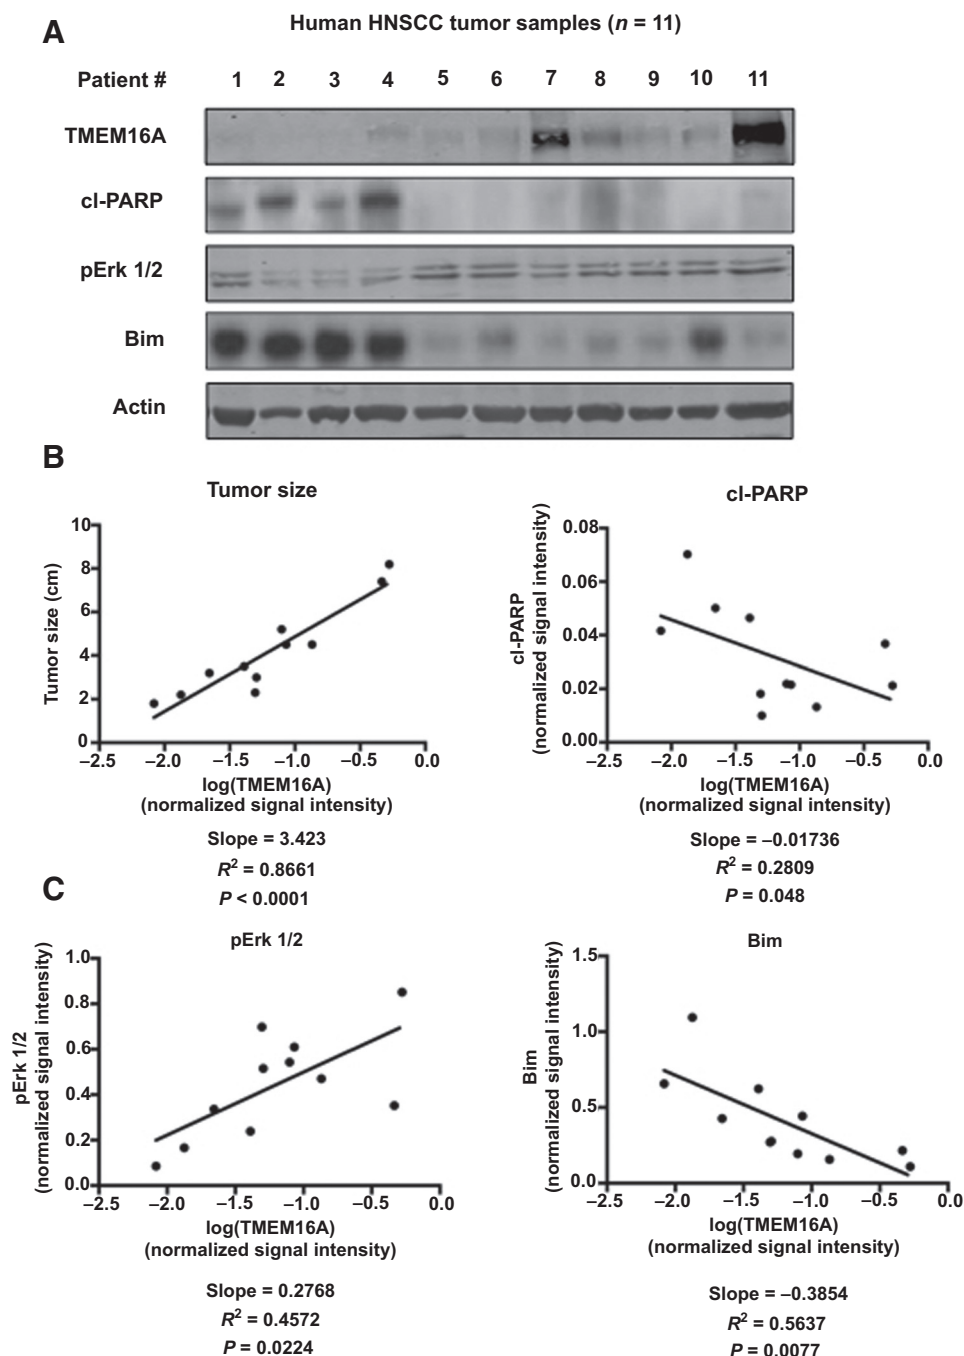 A
Human HNSCC tumor samples (n = 11)
Patient # 1 2 3 4 5 6 7 8 9 10 11
TMEM16A
cl-PARP
pErk 1/2
Bim
Actin
B
Tumor size
Tumor size (cm)
10
8
6
4
2
0
−2.5 −2.0 −1.5 −1.0 −0.5 0.0
log(TMEM16A)
(normalized signal intensity)
Slope = 3.423
R² = 0.8661
P < 0.0001
cl-PARP
cl-PARP
(normalized signal intensity)
0.08
0.06
0.04
0.02
0.00
−2.5 −2.0 −1.5 −1.0 −0.5 0.0
log(TMEM16A)
(normalized signal intensity)
Slope = −0.01736
R² = 0.2809
P = 0.048
C
pErk 1/2
pErk 1/2
(normalized signal intensity)
1.0
0.8
0.6
0.4
0.2
0.0
−2.5 −2.0 −1.5 −1.0 −0.5 0.0
log(TMEM16A)
(normalized signal intensity)
Slope = 0.2768
R² = 0.4572
P = 0.0224
Bim
Bim
(normalized signal intensity)
1.5
1.0
0.5
0.0
−2.5 −2.0 −1.5 −1.0 −0.5 0.0
log(TMEM16A)
(normalized signal intensity)
Slope = −0.3854
R² = 0.5637
P = 0.0077